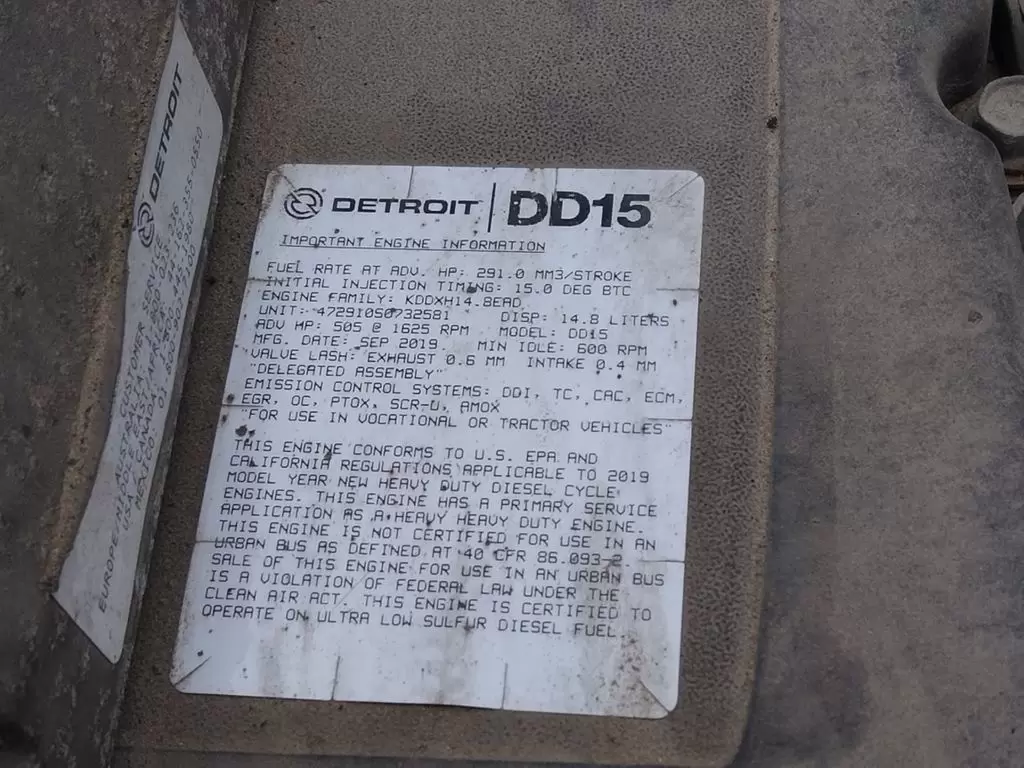 DETROIT | DD15
IMPORTANT ENGINE INFORMATION
FUEL RATE AT ADV. HP: 291.0 MM3/STROKE
INITIAL INJECTION TIMING: 15.0 DEG BTC
ENGINE FAMILY: KDDXH14.8EAD
UNIT: 472910S0732581 DISP: 14.8 LITERS
ADV HP: 505 @ 1625 RPM MODEL: DD15
MFG. DATE: SEP 2019 MIN IDLE: 600 RPM
VALVE LASH: EXHAUST 0.6 MM INTAKE 0.4 MM
"DELEGATED ASSEMBLY"
EMISSION CONTROL SYSTEMS: DDI, TC, CAC, ECM,
EGR, OC, PTOX, SCR-U, AMOX
"FOR USE IN VOCATIONAL OR TRACTOR VEHICLES"
THIS ENGINE CONFORMS TO U.S. EPA AND
CALIFORNIA REGULATIONS APPLICABLE TO 2019
MODEL YEAR NEW HEAVY DUTY DIESEL CYCLE
ENGINES. THIS ENGINE HAS A PRIMARY SERVICE
APPLICATION AS A HEAVY HEAVY DUTY ENGINE.
THIS ENGINE IS NOT CERTIFIED FOR USE IN AN
URBAN BUS AS DEFINED AT 40 CFR 86.093-2.
SALE OF THIS ENGINE FOR USE IN AN URBAN BUS
IS A VIOLATION OF FEDERAL LAW UNDER THE
CLEAN AIR ACT. THIS ENGINE IS CERTIFIED TO
OPERATE ON ULTRA LOW SULFUR DIESEL FUEL.
DETROIT
CUSTOMER SERVICE